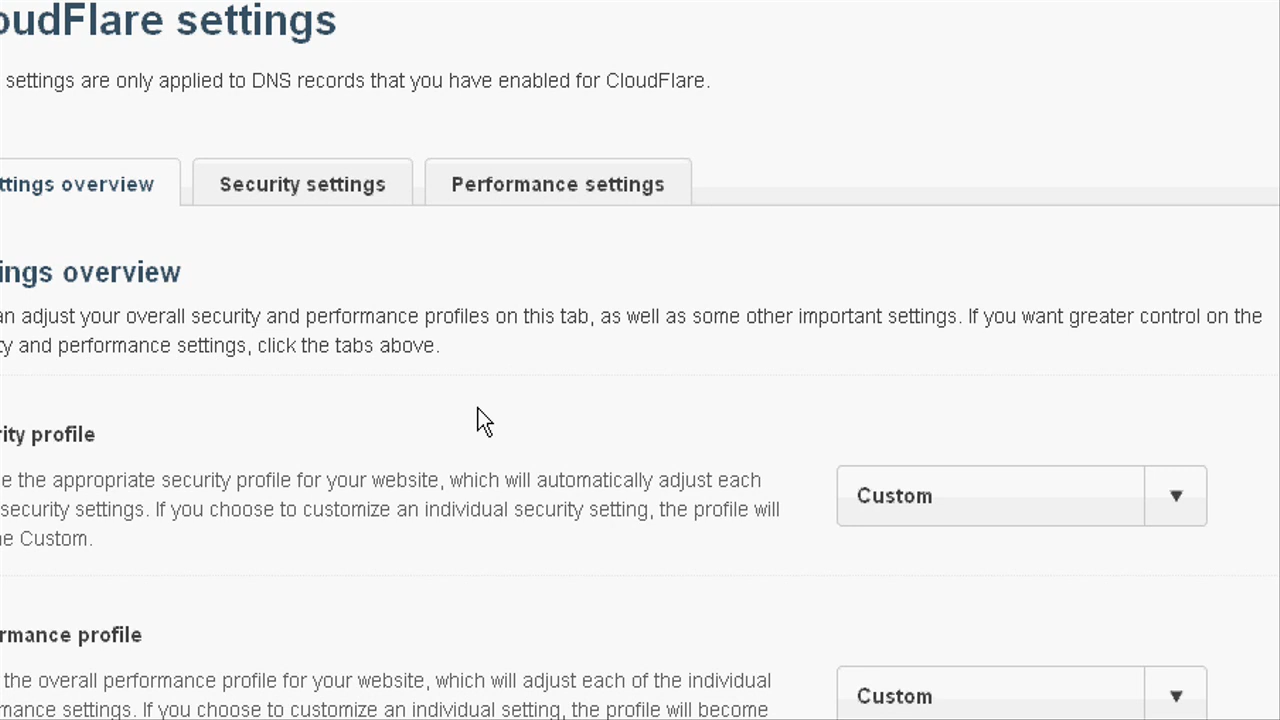 oudFlare settings
settings are only applied to DNS records that you have enabled for CloudFlare.
ttings overview
Security settings
Performance settings
ings overview
an adjust your overall security and performance profiles on this tab, as well as some other important settings. If you want greater control on the
ty and performance settings, click the tabs above.
rity profile
e the appropriate security profile for your website, which will automatically adjust each
security settings. If you choose to customize an individual security setting, the profile will
e Custom.
Custom
rmance profile
the overall performance profile for your website, which will adjust each of the individual
mance settings. If you choose to customize an individual setting, the profile will become
Custom